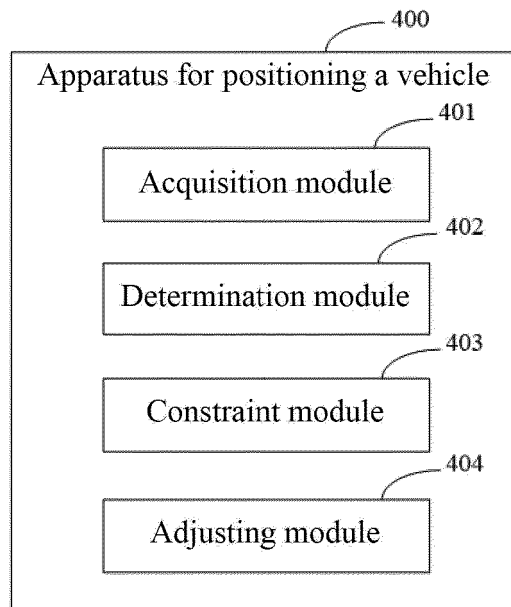 400
Apparatus for positioning a vehicle
401
Acquisition module
402
Determination module
403
Constraint module
404
Adjusting module